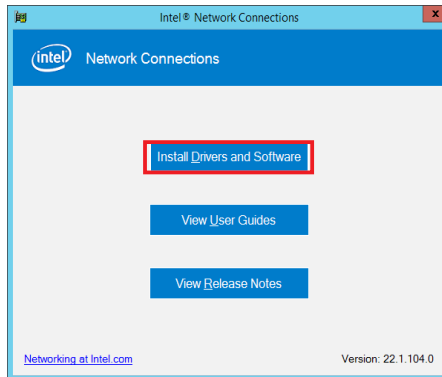 Intel® Network Connections
x
intel Network Connections
Install Drivers and Software
View User Guides
View Release Notes
Networking at Intel.com
Version: 22.1.104.0